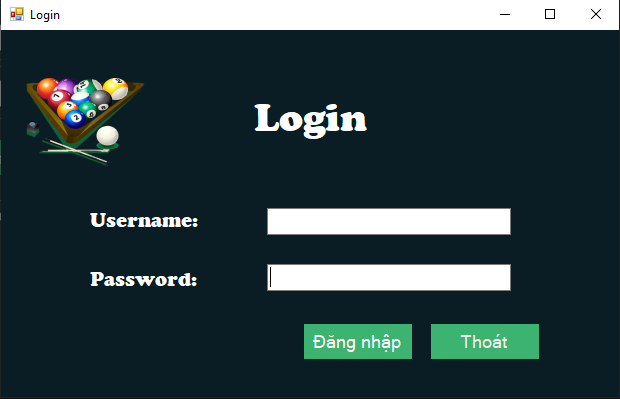 Login
Login
Username:
Password:
Đăng nhập
Thoát